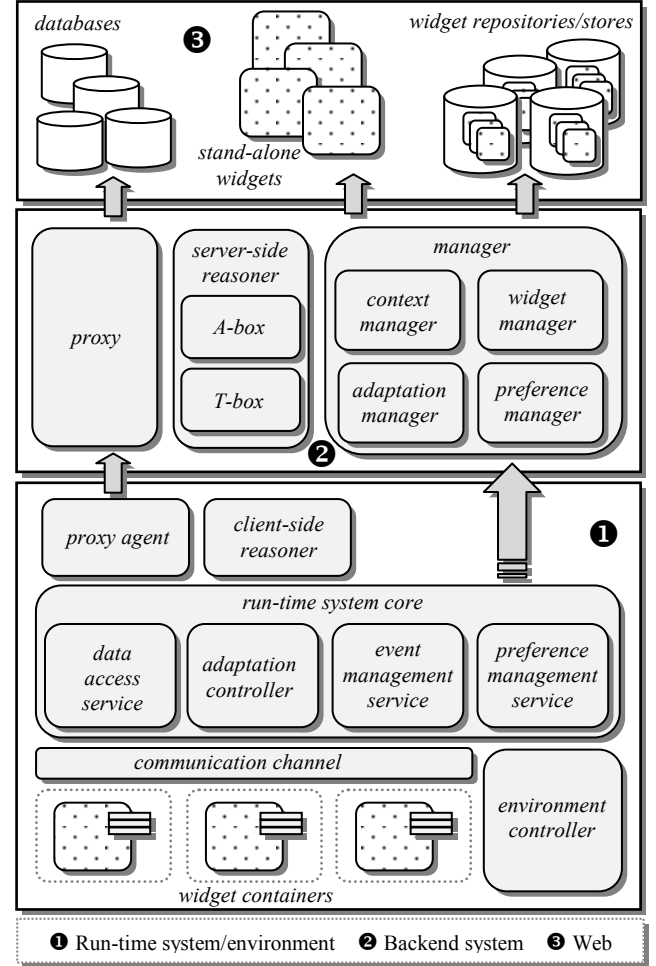 databases
❸
widget repositories/stores
stand-alone
widgets
proxy
server-side
reasoner
A-box
T-box
manager
context
manager
widget
manager
adaptation
manager
preference
manager
❷
proxy agent
client-side
reasoner
❶
run-time system core
data
access
service
adaptation
controller
event
management
service
preference
management
service
communication channel
environment
controller
widget containers
❶ Run-time system/environment ❷ Backend system ❸ Web